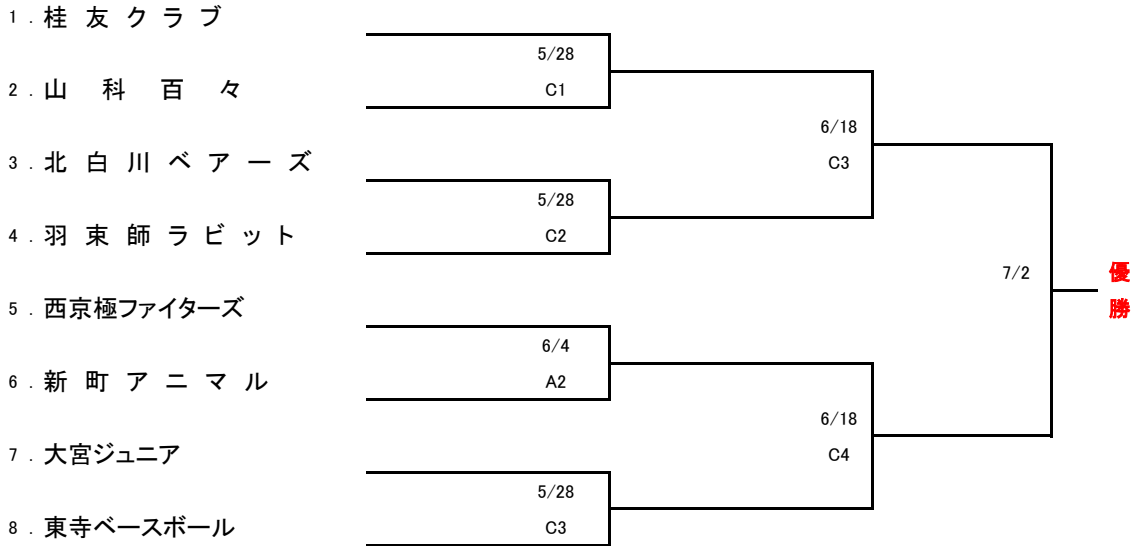 1 . 桂 友 ク ラ ブ
5/28
2 . 山 科 百 々
C1
6/18
3 . 北 白 川 ベ ア ー ズ
C3
5/28
4 . 羽 束 師 ラ ビ ッ ト
C2
7/2
優
勝
5 . 西京極ファイターズ
6/4
6 . 新 町 ア ニ マ ル
A2
6/18
7 . 大宮ジュニア
C4
5/28
8 . 東寺ベースボール
C3